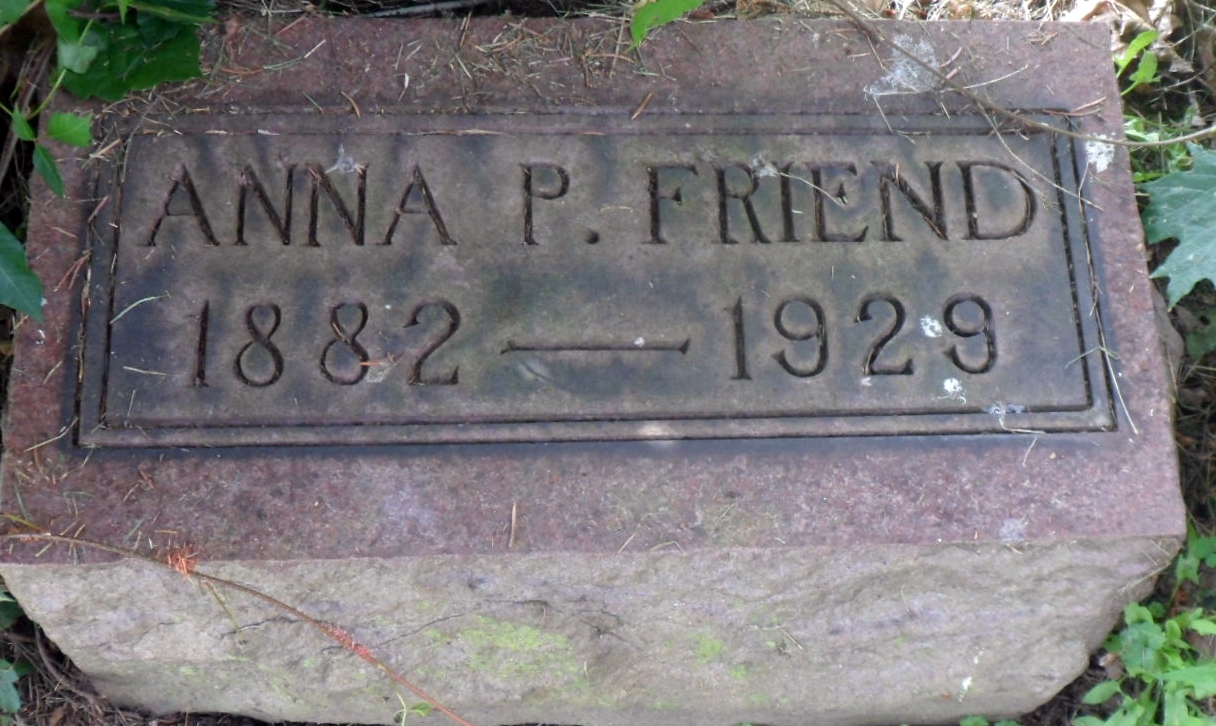 ANNA P. FRIEND
1882 — 1929